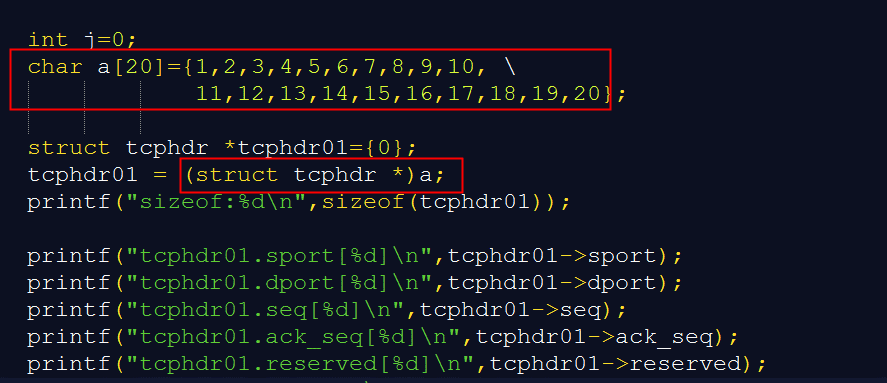 int j=0;
char a[20]={1,2,3,4,5,6,7,8,9,10, \
11,12,13,14,15,16,17,18,19,20};
struct tcphdr *tcphdr01={0};
tcphdr01 = (struct tcphdr *)a;
printf("sizeof:%d\n",sizeof(tcphdr01));
printf("tcphdr01.sport[%d]\n",tcphdr01->sport);
printf("tcphdr01.dport[%d]\n",tcphdr01->dport);
printf("tcphdr01.seq[%d]\n",tcphdr01->seq);
printf("tcphdr01.ack_seq[%d]\n",tcphdr01->ack_seq);
printf("tcphdr01.reserved[%d]\n",tcphdr01->reserved);